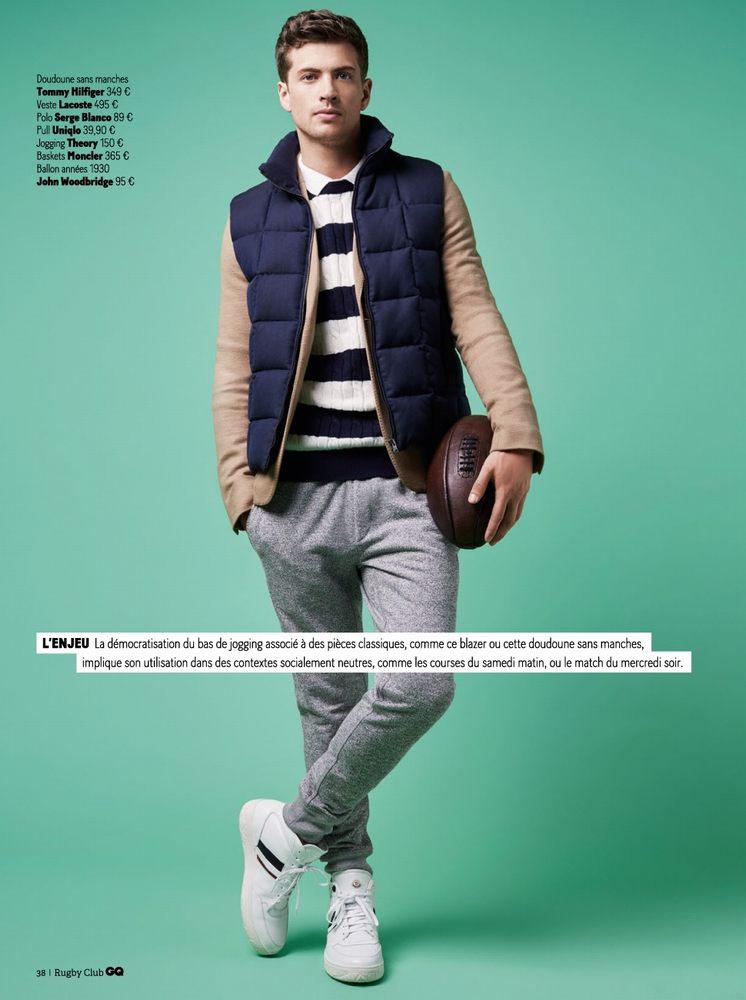 Doudoune sans manches
Tommy Hilfiger 349 €
Veste Lacoste 495 €
Polo Serge Blanco 89 €
Pull Uniqlo 39,90 €
Jogging Theory 150 €
Baskets Moncler 365 €
Ballon années 1930
John Woodbridge 95 €
L'ENJEU La démocratisation du bas de jogging associé à des pièces classiques, comme ce blazer ou cette doudoune sans manches,
implique son utilisation dans des contextes socialement neutres, comme les courses du samedi matin, ou le match du mercredi soir.
38 | Rugby Club GQ